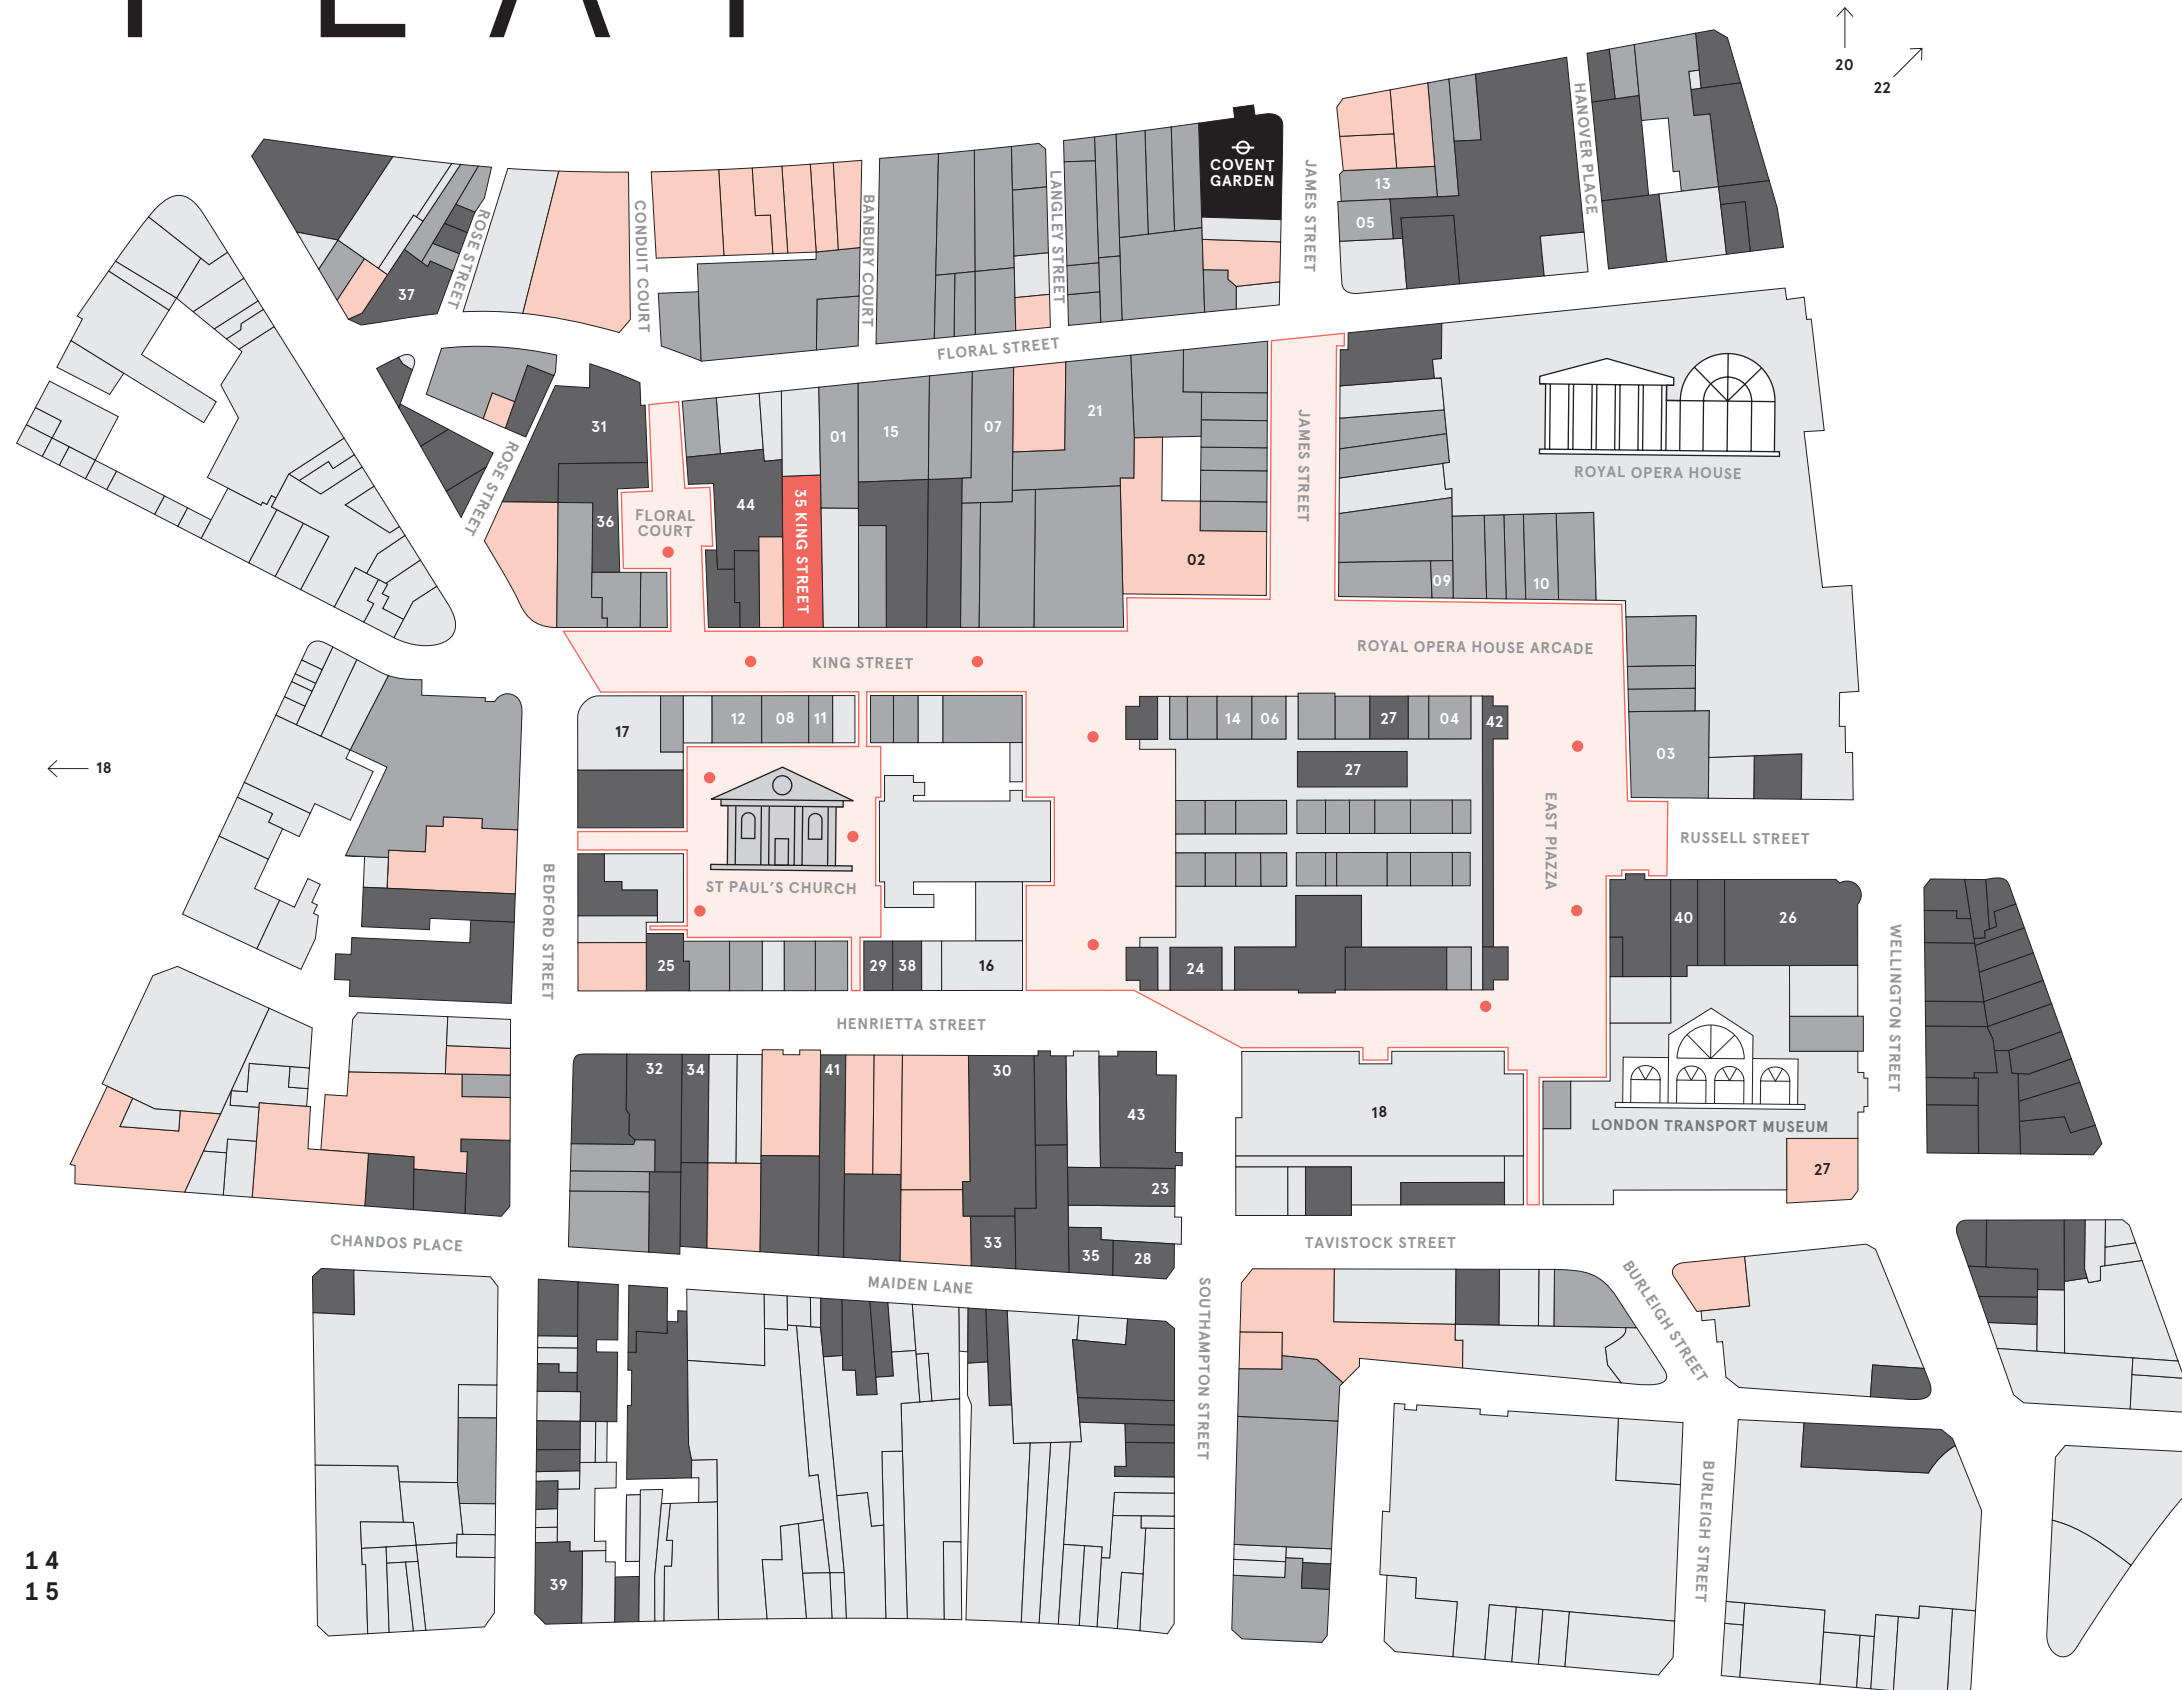 PLAY
20
22
COVENT
GARDEN
HANOVER PLACE
JAMES STREET
13
05
37
ROSE STREET
CONDUIT COURT
BANBURY COURT
LANGLEY STREET
FLORAL STREET
31
36
ROSE STREET
FLORAL
COURT
44
35 KING STREET
01
15
07
21
02
JAMES STREET
ROYAL OPERA HOUSE
09
10
KING STREET
ROYAL OPERA HOUSE ARCADE
17
12
08
11
14
06
27
04
42
03
18
27
EAST PIAZZA
RUSSELL STREET
ST PAUL'S CHURCH
BEDFORD STREET
25
29
38
16
24
40
26
WELLINGTON STREET
HENRIETTA STREET
32
34
41
30
43
18
LONDON TRANSPORT MUSEUM
27
23
33
35
28
CHANDOS PLACE
MAIDEN LANE
TAVISTOCK STREET
SOUTHAMPTON STREET
BURLEIGH STREET
BURLEIGH STREET
39
14
15